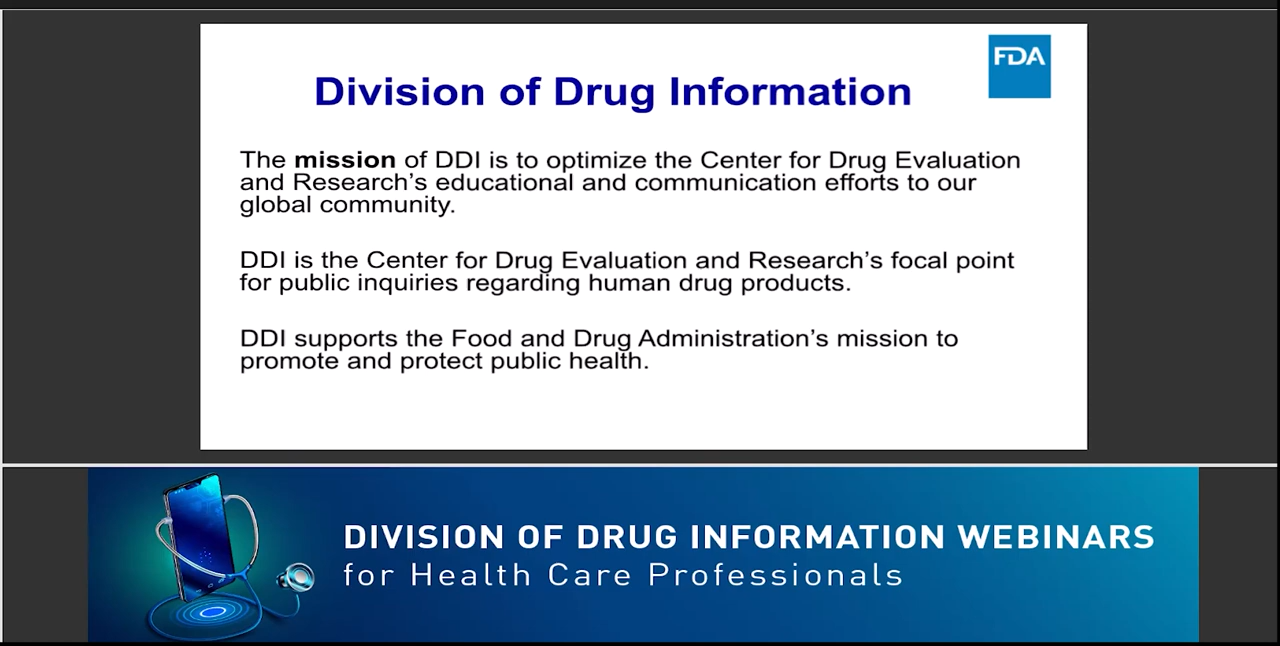 FDA
Division of Drug Information
The mission of DDI is to optimize the Center for Drug Evaluation
and Research’s educational and communication efforts to our
global community.
DDI is the Center for Drug Evaluation and Research’s focal point
for public inquiries regarding human drug products.
DDI supports the Food and Drug Administration’s mission to
promote and protect public health.
DIVISION OF DRUG INFORMATION WEBINARS
for Health Care Professionals